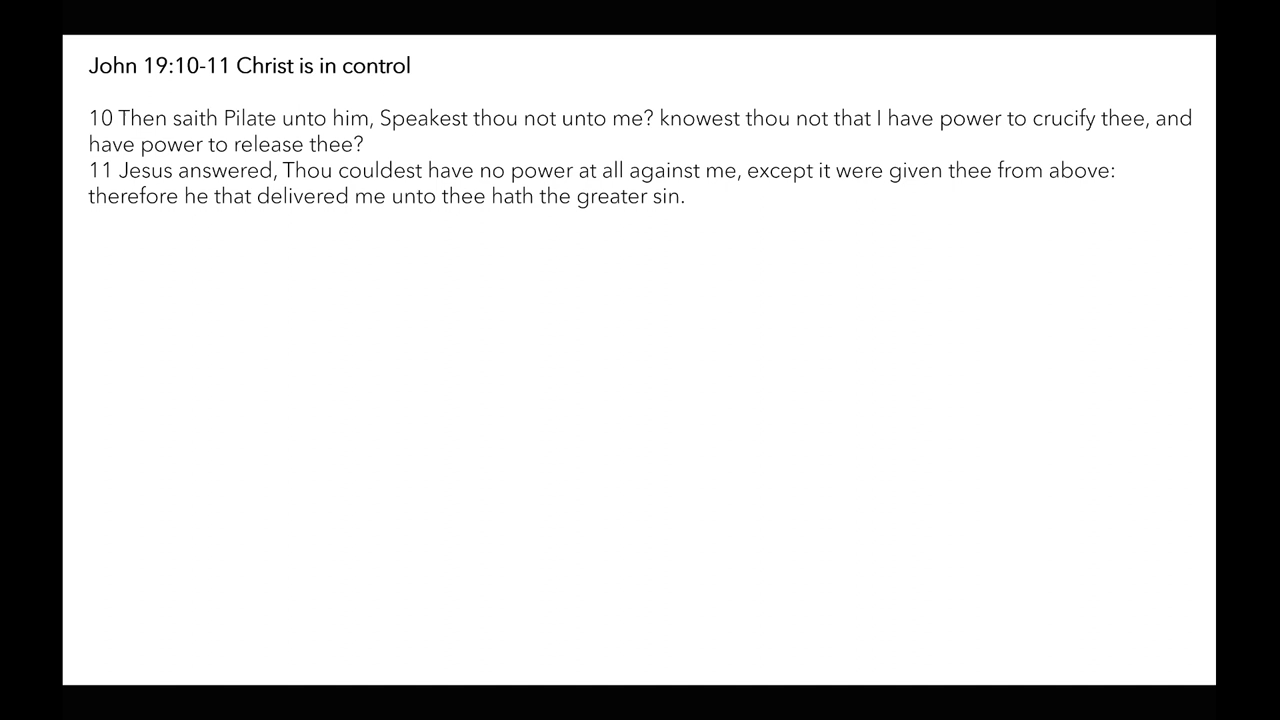 John 19:10-11 Christ is in control
10 Then saith Pilate unto him, Speakest thou not unto me? knowest thou not that I have power to crucify thee, and
have power to release thee?
11 Jesus answered, Thou couldest have no power at all against me, except it were given thee from above:
therefore he that delivered me unto thee hath the greater sin.